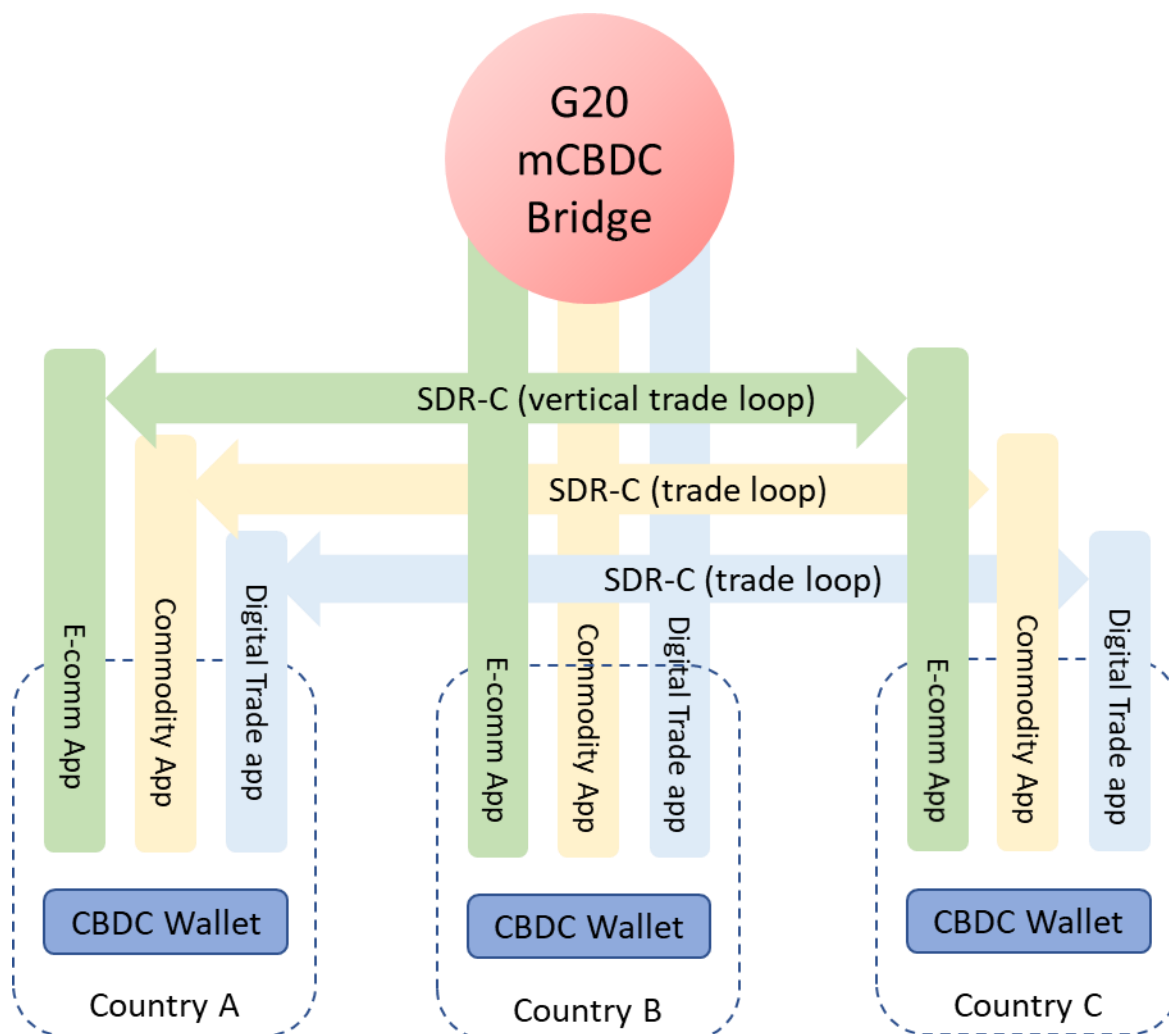 G20
mCBDC
Bridge
SDR-C (vertical trade loop)
SDR-C (trade loop)
SDR-C (trade loop)
E-comm App
Commodity App
Digital Trade app
E-comm App
Commodity App
Digital Trade app
E-comm App
Commodity App
Digital Trade app
CBDC Wallet
CBDC Wallet
CBDC Wallet
Country A
Country B
Country C